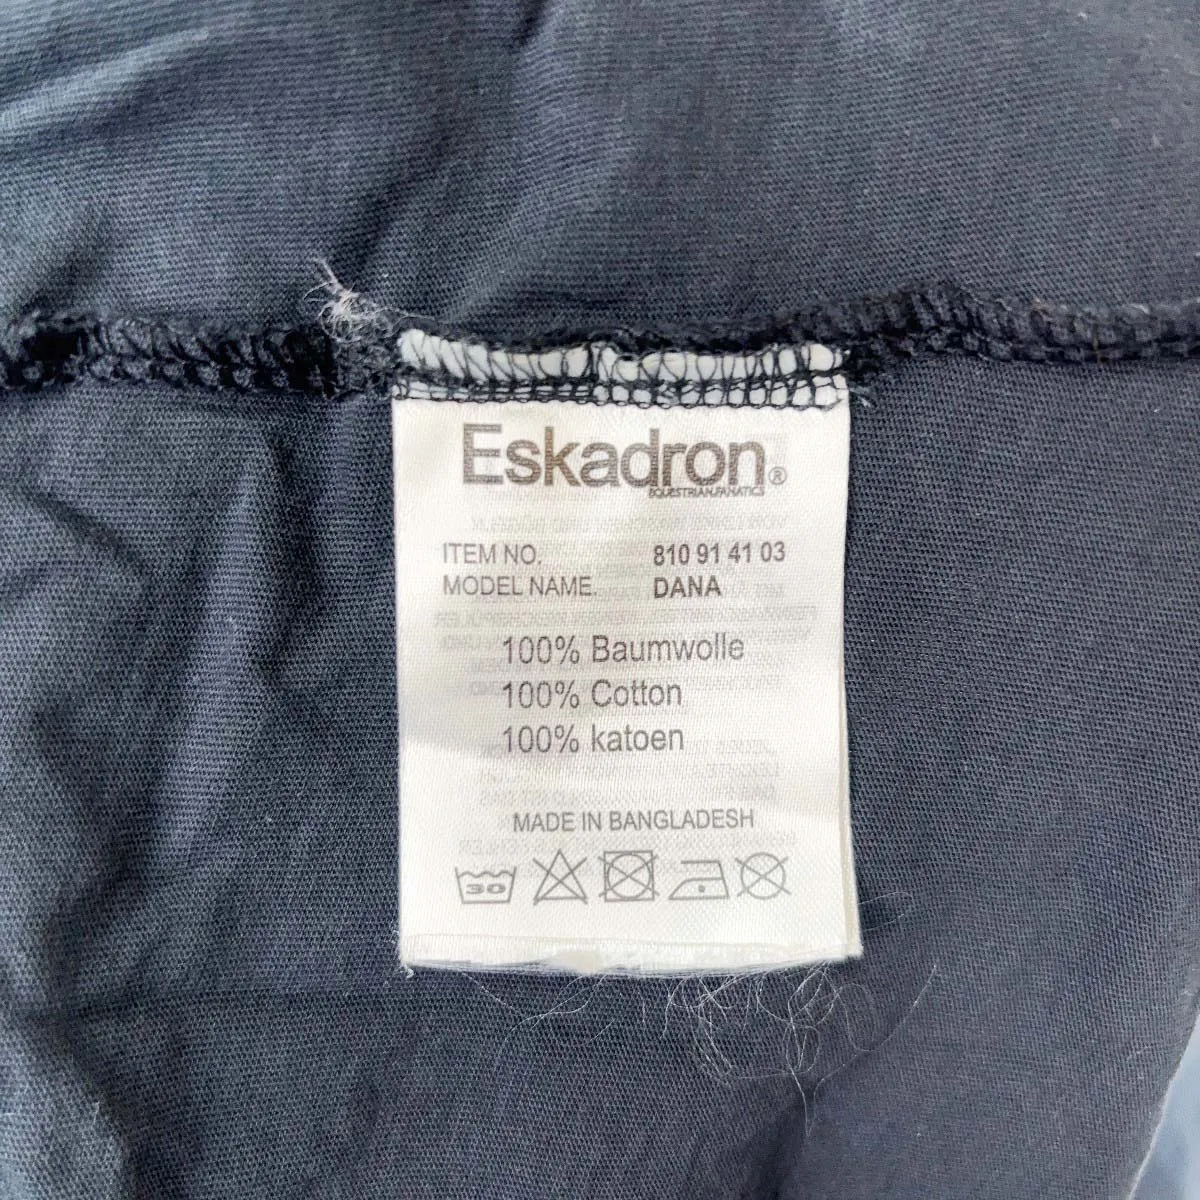 Eskadron®
EQUESTRIAN.FANATICS
ITEM NO. 810 91 41 03
MODEL NAME. DANA
100% Baumwolle
100% Cotton
100% katoen
MADE IN BANGLADESH
30